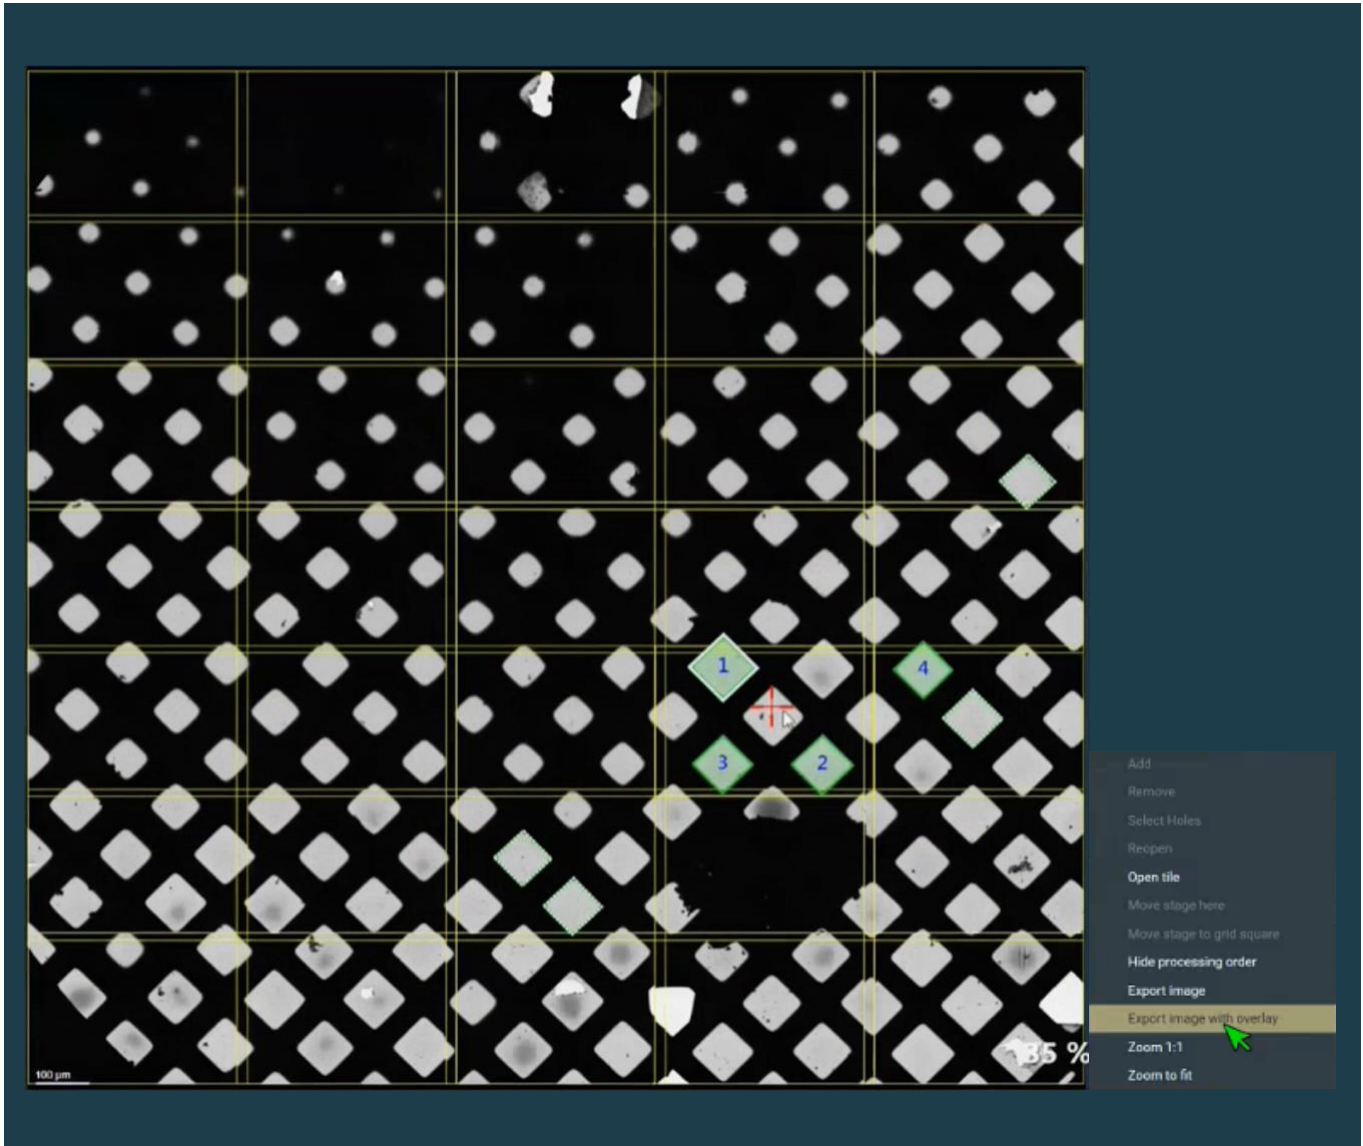 1
4
3
2
Add
Remove
Select Holes
Reopen
Open tile
Move stage here
Move stage to grid square
Hide processing order
Export image
Export image with overlay
Zoom 1:1
Zoom to fit
35 %
100 µm